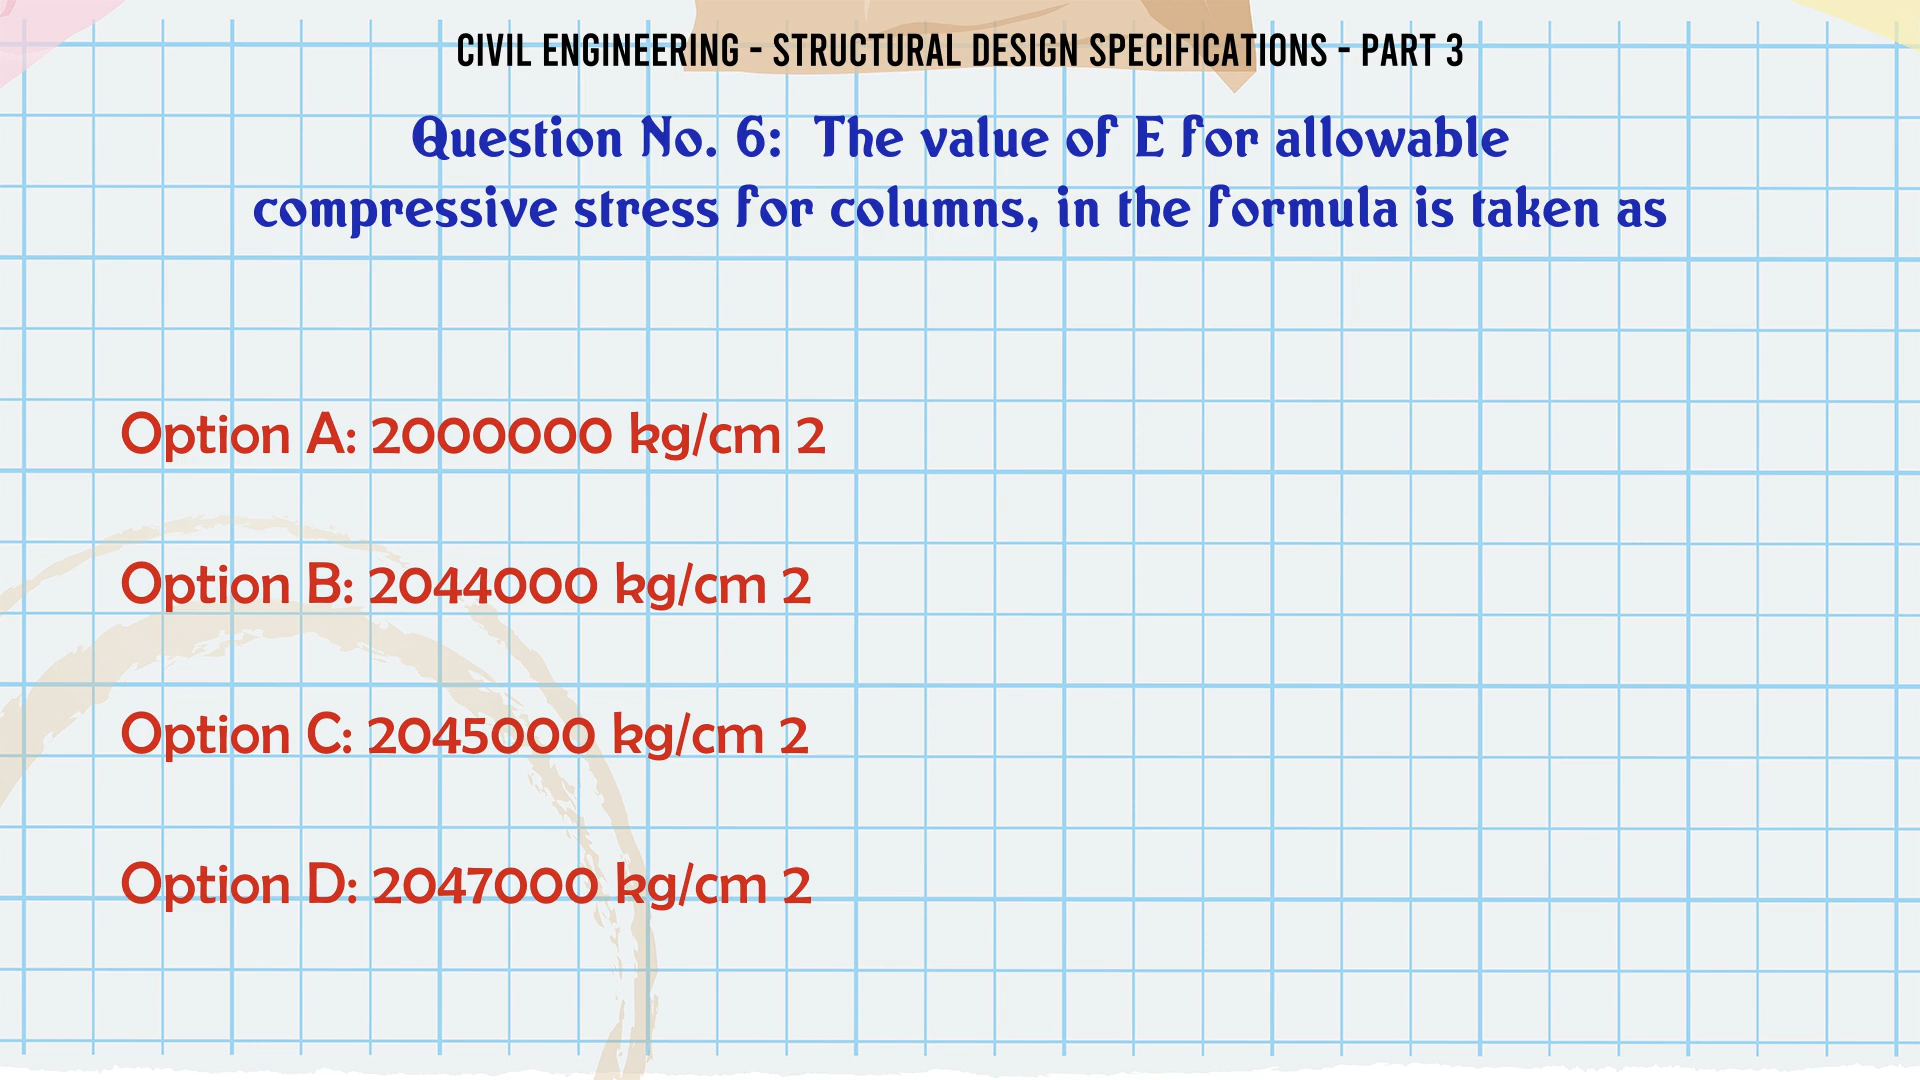 CIVIL ENGINEERING - STRUCTURAL DESIGN SPECIFICATIONS - PART 3
Question No. 6: The value of E for allowable
compressive stress for columns, in the formula is taken as
Option A: 2000000 kg/cm 2
Option B: 2044000 kg/cm 2
Option C: 2045000 kg/cm 2
Option D: 2047000 kg/cm 2